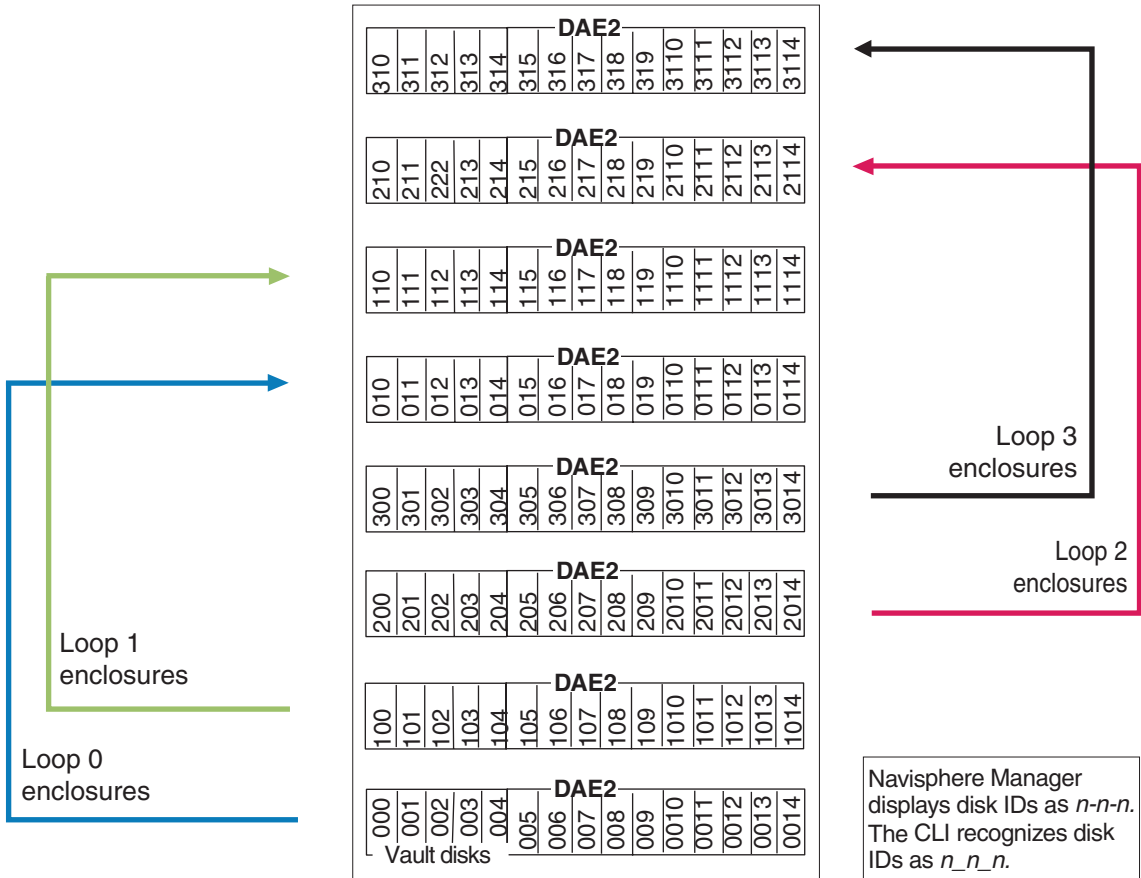 DAE2
310 311 312 313 314 315 316 317 318 319 3110 3111 3112 3113 3114
DAE2
210 211 222 213 214 215 216 217 218 219 2110 2111 2112 2113 2114
DAE2
110 111 112 113 114 115 116 117 118 119 1110 1111 1112 1113 1114
DAE2
010 011 012 013 014 015 016 017 018 019 0110 0111 0112 0113 0114
DAE2
300 301 302 303 304 305 306 307 308 309 3010 3011 3012 3013 3014
DAE2
200 201 202 203 204 205 206 207 208 209 2010 2011 2012 2013 2014
DAE2
100 101 102 103 104 105 106 107 108 109 1010 1011 1012 1013 1014
DAE2
000 001 002 003 004 005 006 007 008 009 0010 0011 0012 0013 0014
Vault disks
Loop 1
enclosures
Loop 0
enclosures
Loop 3
enclosures
Loop 2
enclosures
Navisphere Manager
displays disk IDs as n-n-n.
The CLI recognizes disk
IDs as n_n_n.